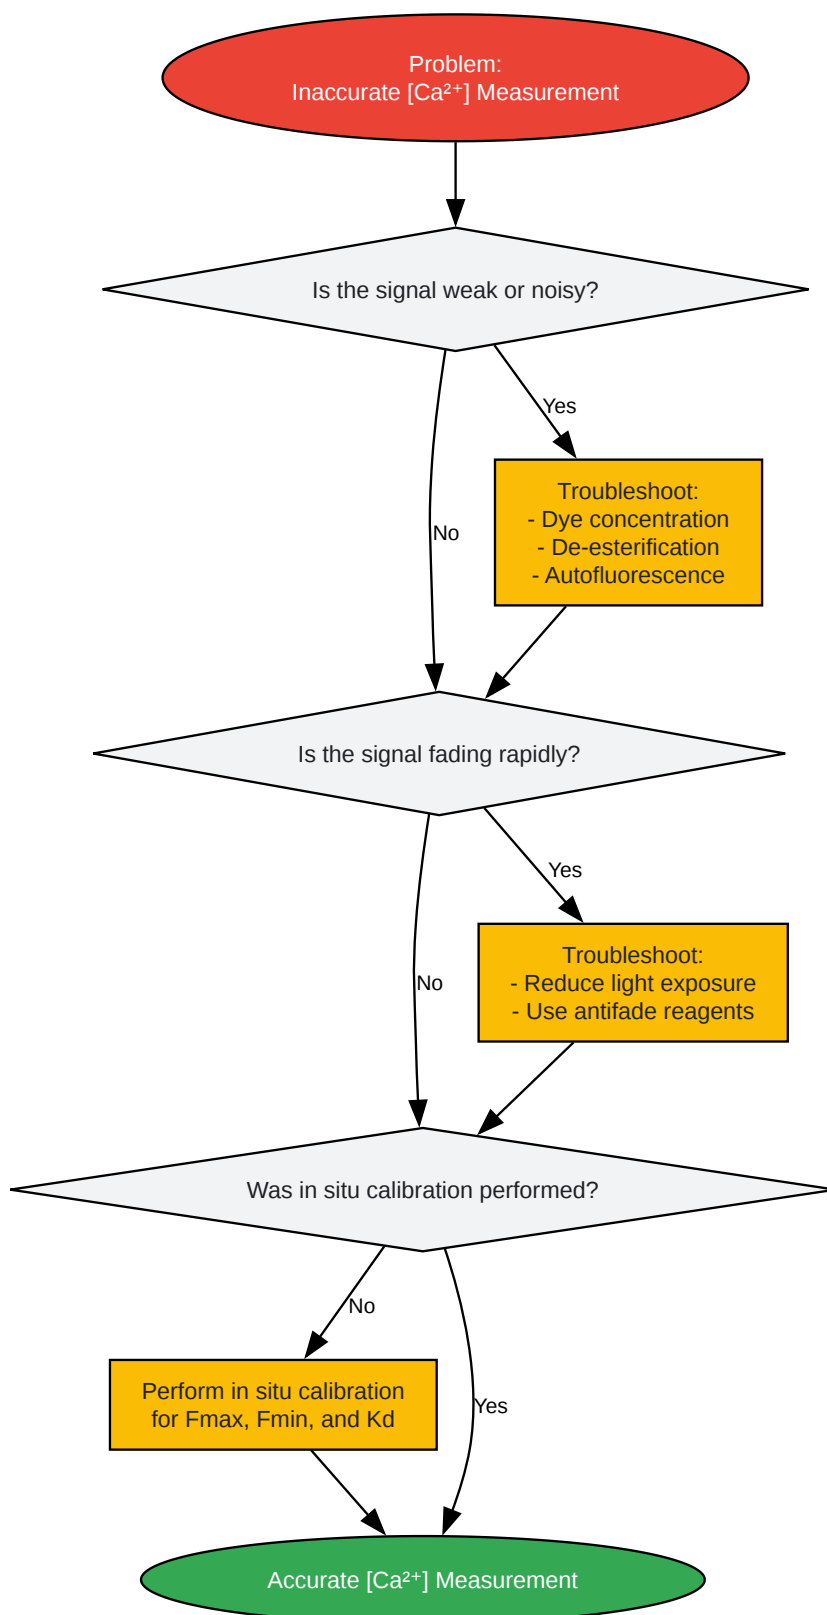 Problem:
Inaccurate [Ca²⁺] Measurement
Is the signal weak or noisy?
Yes
Troubleshoot:
- Dye concentration
- De-esterification
- Autofluorescence
No
Is the signal fading rapidly?
Yes
Troubleshoot:
- Reduce light exposure
- Use antifade reagents
No
Was in situ calibration performed?
No
Perform in situ calibration
for Fmax, Fmin, and Kd
Yes
Accurate [Ca²⁺] Measurement